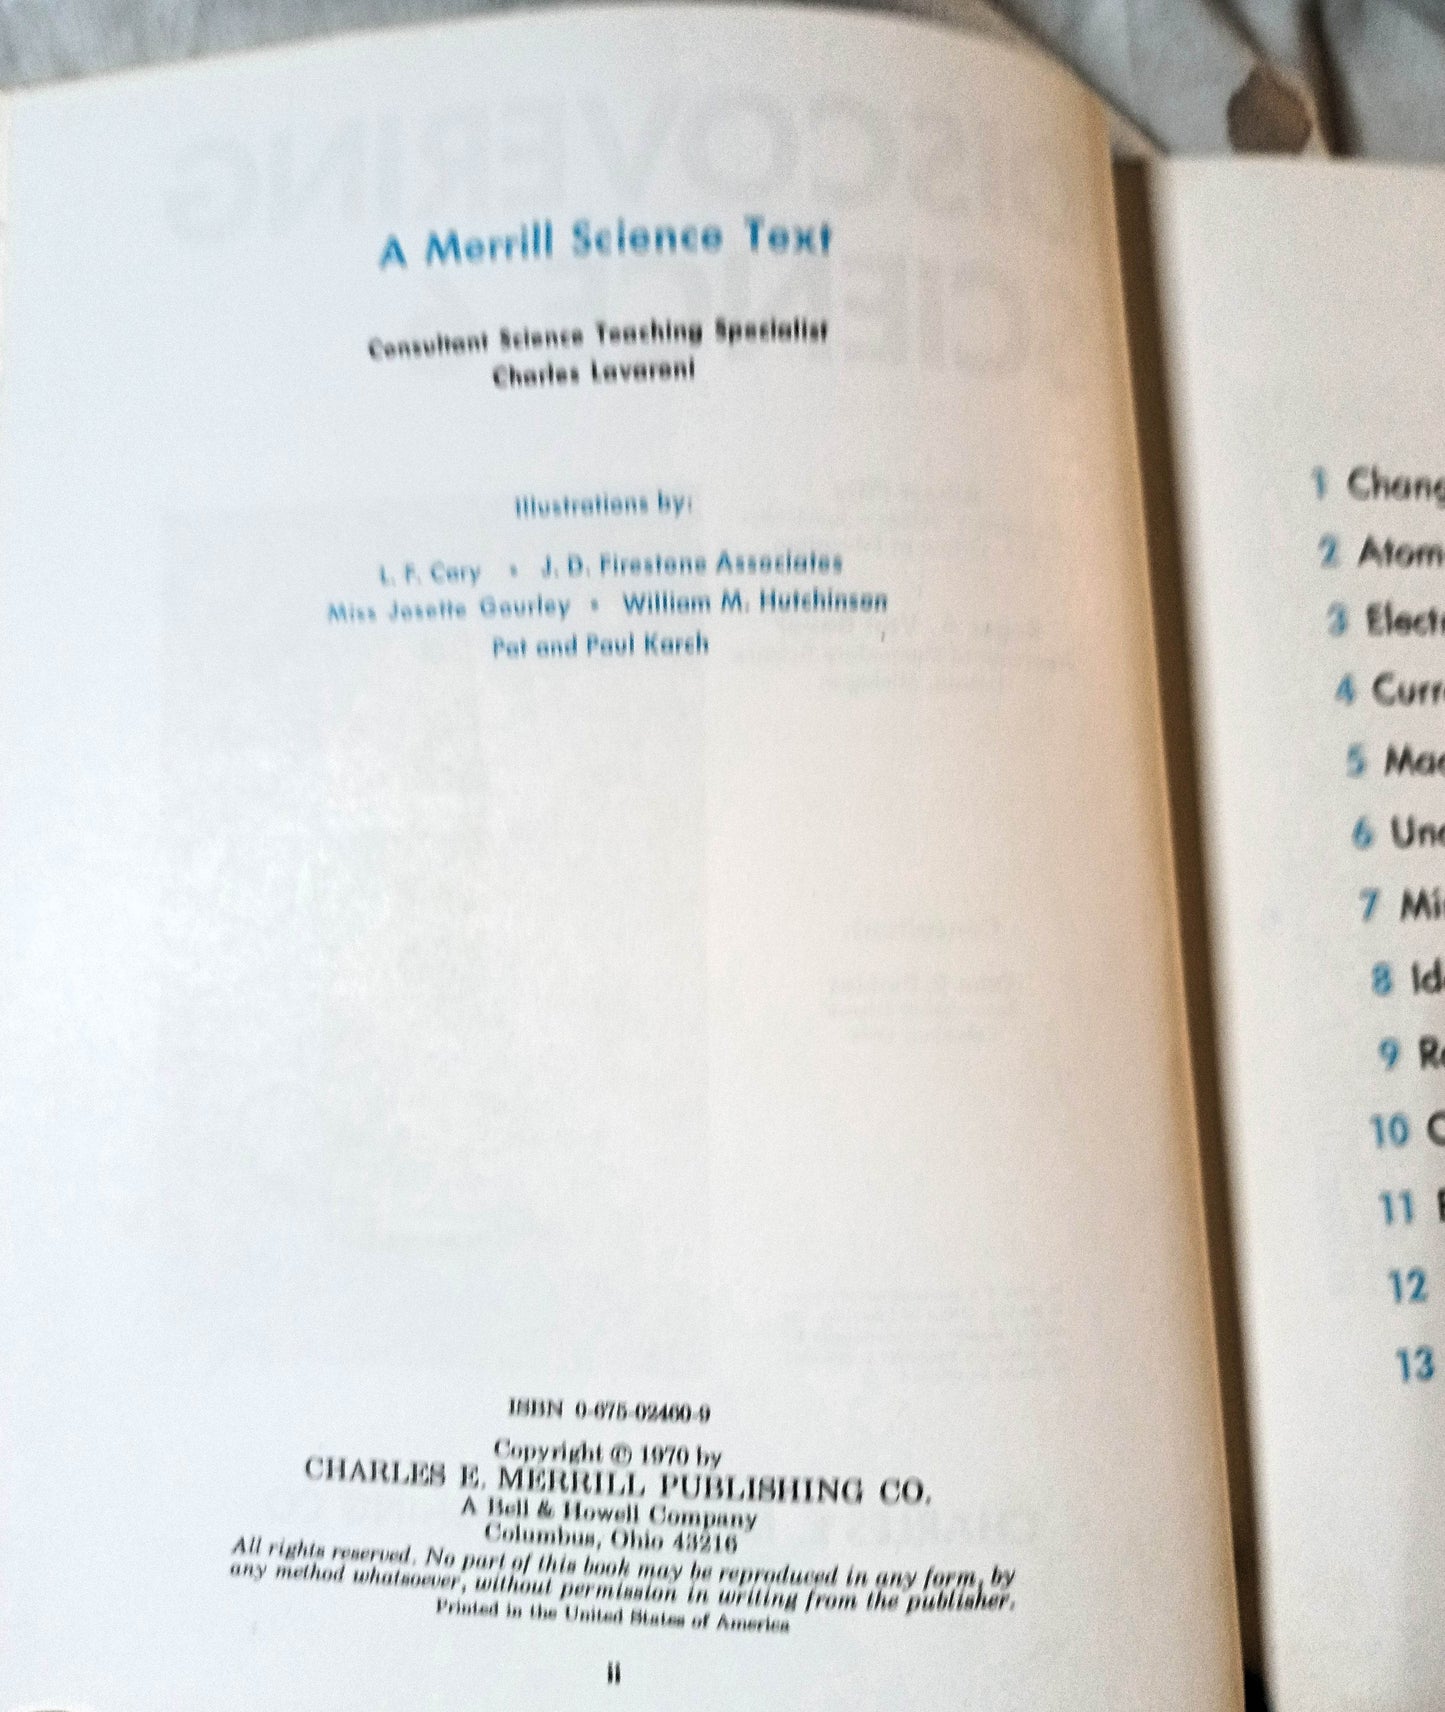 A Merrill Science Text
Consultant Science Teaching Specialist
Charles Lavaroni
Illustrations by:
L. F. Cary • J. D. Firestone Associates
Miss Josette Gourley • William M. Hutchinson
Pat and Paul Karch
ISBN 0-675-02460-9
Copyright © 1970 by
CHARLES E. MERRILL PUBLISHING CO.
A Bell & Howell Company
Columbus, Ohio 43216
All rights reserved. No part of this book may be reproduced in any form, by
any method whatsoever, without permission in writing from the publisher.
Printed in the United States of America
ii
1 Chang
2 Atom
3 Elect
4 Curr
5 Mac
6 Und
7 Mi
8 Id
9 Re
10
11
12
13